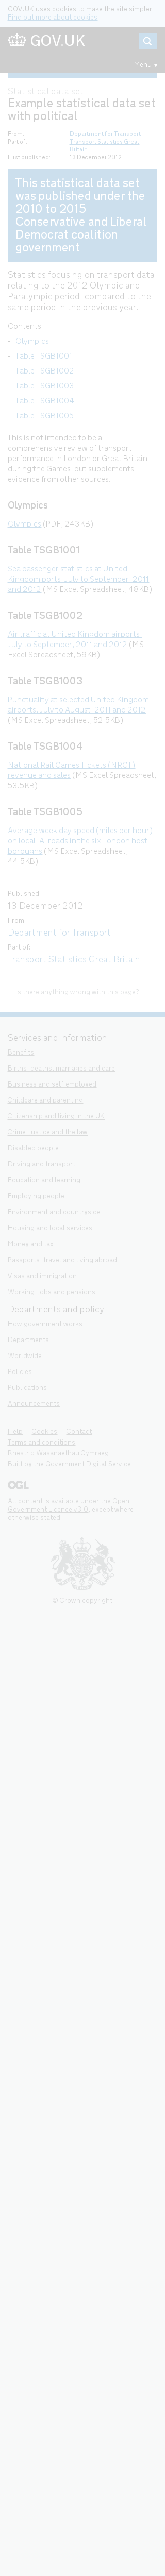 GOV.UK uses cookies to make the site simpler.
Find out more about cookies
GOV.UK
Menu
Statistical data set
Example statistical data set
with political
From:
Department for Transport
Part of:
Transport Statistics Great
Britain
First published:
13 December 2012
This statistical data set
was published under the
2010 to 2015
Conservative and Liberal
Democrat coalition
government
Statistics focusing on transport data
relating to the 2012 Olympic and
Paralympic period, compared to the
same period in the previous year.
Contents
- Olympics
- Table TSGB1001
- Table TSGB1002
- Table TSGB1003
- Table TSGB1004
- Table TSGB1005
This is not intended to be a
comprehensive review of transport
performance in London or Great Britain
during the Games, but supplements
evidence from other sources.
Olympics
Olympics (PDF, 243KB)
Table TSGB1001
Sea passenger statistics at United
Kingdom ports, July to September, 2011
and 2012 (MS Excel Spreadsheet, 48KB)
Table TSGB1002
Air traffic at United Kingdom airports,
July to September, 2011 and 2012 (MS
Excel Spreadsheet, 59KB)
Table TSGB1003
Punctuality at selected United Kingdom
airports, July to August, 2011 and 2012
(MS Excel Spreadsheet, 52.5KB)
Table TSGB1004
National Rail Games Tickets (NRGT)
revenue and sales (MS Excel Spreadsheet,
53.5KB)
Table TSGB1005
Average week day speed (miles per hour)
on local ‘A’ roads in the six London host
boroughs (MS Excel Spreadsheet,
44.5KB)
Published:
13 December 2012
From:
Department for Transport
Part of:
Transport Statistics Great Britain
Is there anything wrong with this page?
Services and information
Benefits
Births, deaths, marriages and care
Business and self-employed
Childcare and parenting
Citizenship and living in the UK
Crime, justice and the law
Disabled people
Driving and transport
Education and learning
Employing people
Environment and countryside
Housing and local services
Money and tax
Passports, travel and living abroad
Visas and immigration
Working, jobs and pensions
Departments and policy
How government works
Departments
Worldwide
Policies
Publications
Announcements
Help Cookies Contact
Terms and conditions
Rhestr o Wasanaethau Cymraeg
Built by the Government Digital Service
OGL
All content is available under the Open
Government Licence v3.0, except where
otherwise stated
© Crown copyright